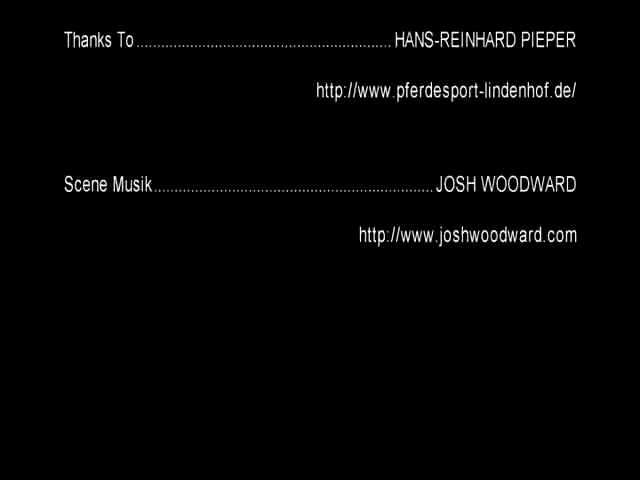 Thanks To............................................................... HANS-REINHARD PIEPER
http://www.pferdesport-lindenhof.de/
Scene Musik.................................................................... JOSH WOODWARD
http://www.joshwoodward.com